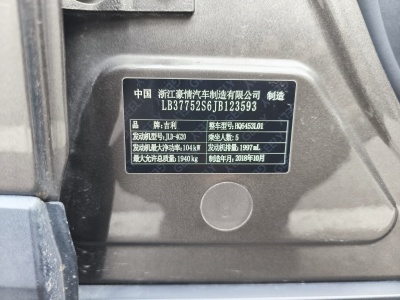 中国 浙江豪情汽车制造有限公司 制造
LB37752S6JB123593
品牌:吉利 整车型号:HQ6453L01
发动机型号:JLD-4G20 乘坐人数:5
发动机最大净功率:104kW 发动机排量:1997mL
最大允许总质量:1940kg 制造年月:2018年10月